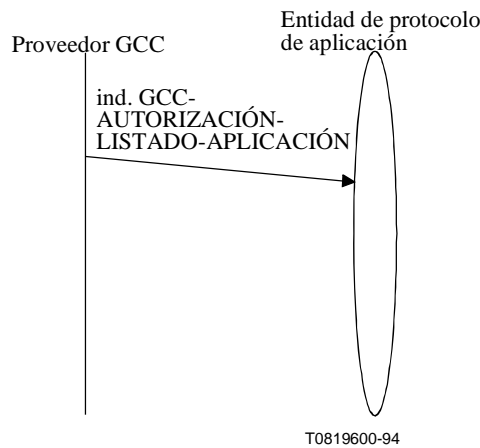 Entidad de protocolo
de aplicación
Proveedor GCC
ind. GCC-
AUTORIZACIÓN-
LISTADO-APLICACIÓN
T0819600-94